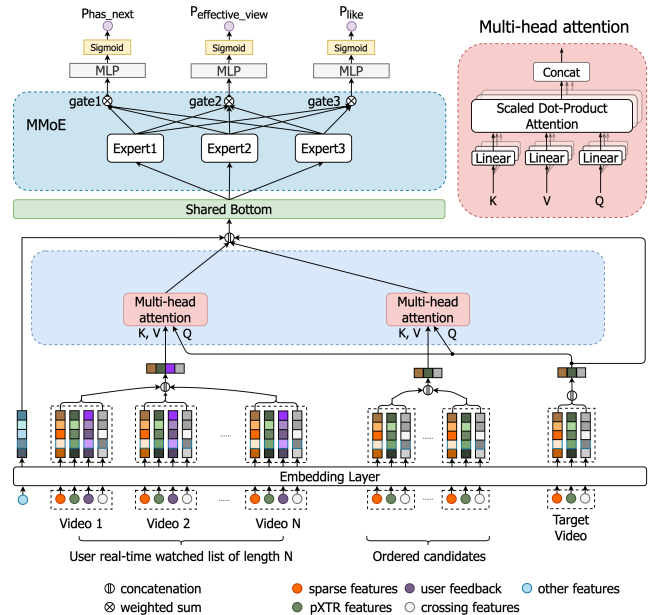 Phas_next
Peffective_view
Plike
Sigmoid
Sigmoid
Sigmoid
MLP
MLP
MLP
gate1
gate2
gate3
MMoE
Expert1
Expert2
Expert3
Shared Bottom
Multi-head attention
Concat
Scaled Dot-Product
Attention
Linear
Linear
Linear
K
V
Q
Multi-head
attention
K, V
Q
Multi-head
attention
K, V
Q
......
......
Embedding Layer
......
......
Video 1
Video 2
Video N
Target
Video
User real-time watched list of length N
Ordered candidates
concatenation
sparse features
user feedback
other features
weighted sum
pXTR features
crossing features